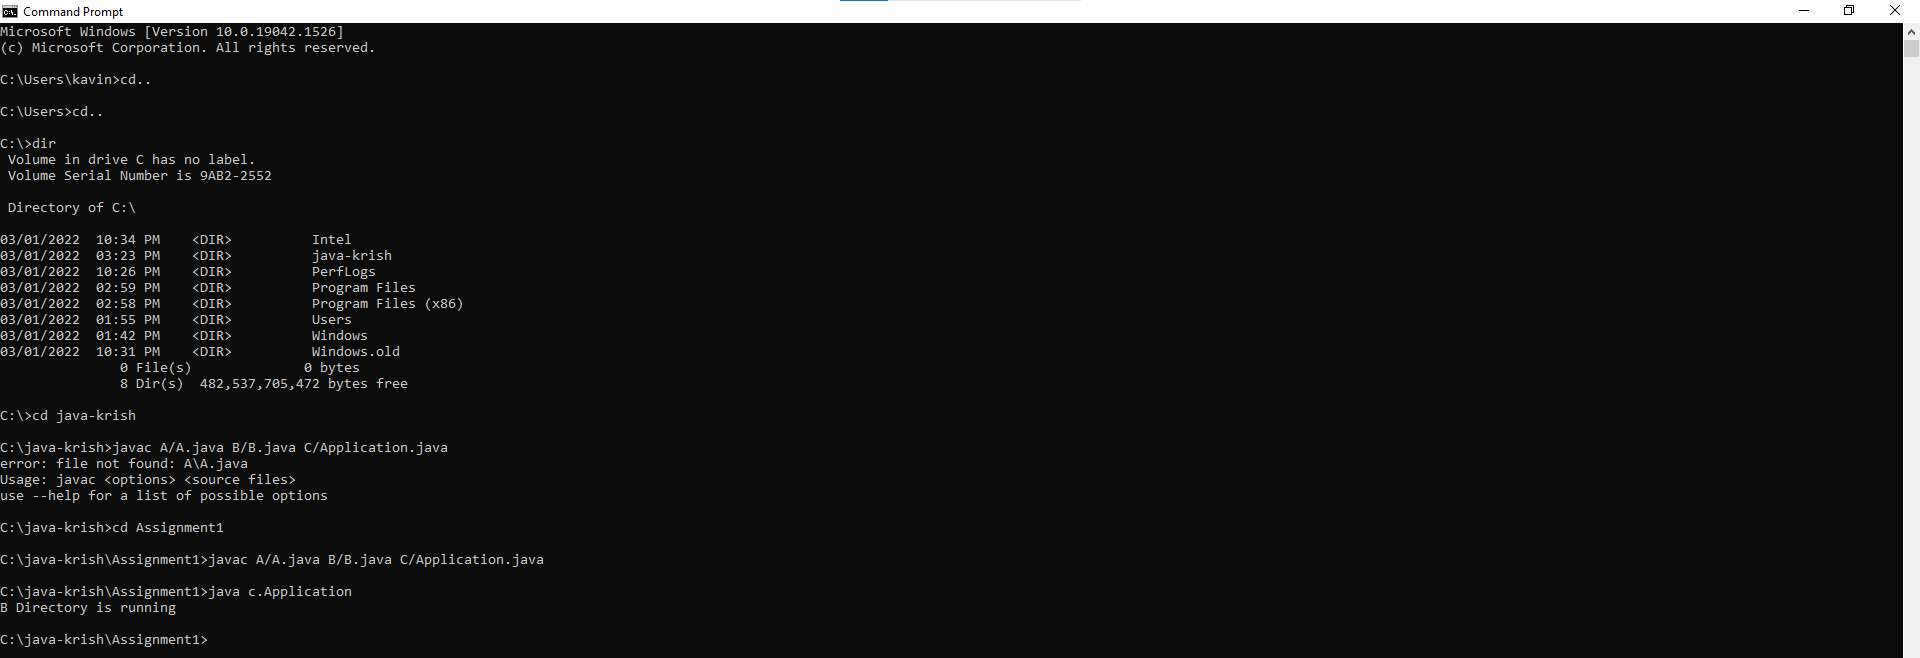 Command Prompt
Microsoft Windows [Version 10.0.19042.1526]
(c) Microsoft Corporation. All rights reserved.
C:\Users\kavin>cd..
C:\Users>cd..
C:\>dir
 Volume in drive C has no label.
 Volume Serial Number is 9AB2-2552
 Directory of C:\
03/01/2022  10:34 PM    <DIR>          Intel
03/01/2022  03:23 PM    <DIR>          java-krish
03/01/2022  10:26 PM    <DIR>          PerfLogs
03/01/2022  02:59 PM    <DIR>          Program Files
03/01/2022  02:58 PM    <DIR>          Program Files (x86)
03/01/2022  01:55 PM    <DIR>          Users
03/01/2022  01:42 PM    <DIR>          Windows
03/01/2022  10:31 PM    <DIR>          Windows.old
               0 File(s)              0 bytes
               8 Dir(s)  482,537,705,472 bytes free
C:\>cd java-krish
C:\java-krish>javac A/A.java B/B.java C/Application.java
error: file not found: A\A.java
Usage: javac <options> <source files>
use --help for a list of possible options
C:\java-krish>cd Assignment1
C:\java-krish\Assignment1>javac A/A.java B/B.java C/Application.java
C:\java-krish\Assignment1>java c.Application
B Directory is running
C:\java-krish\Assignment1>